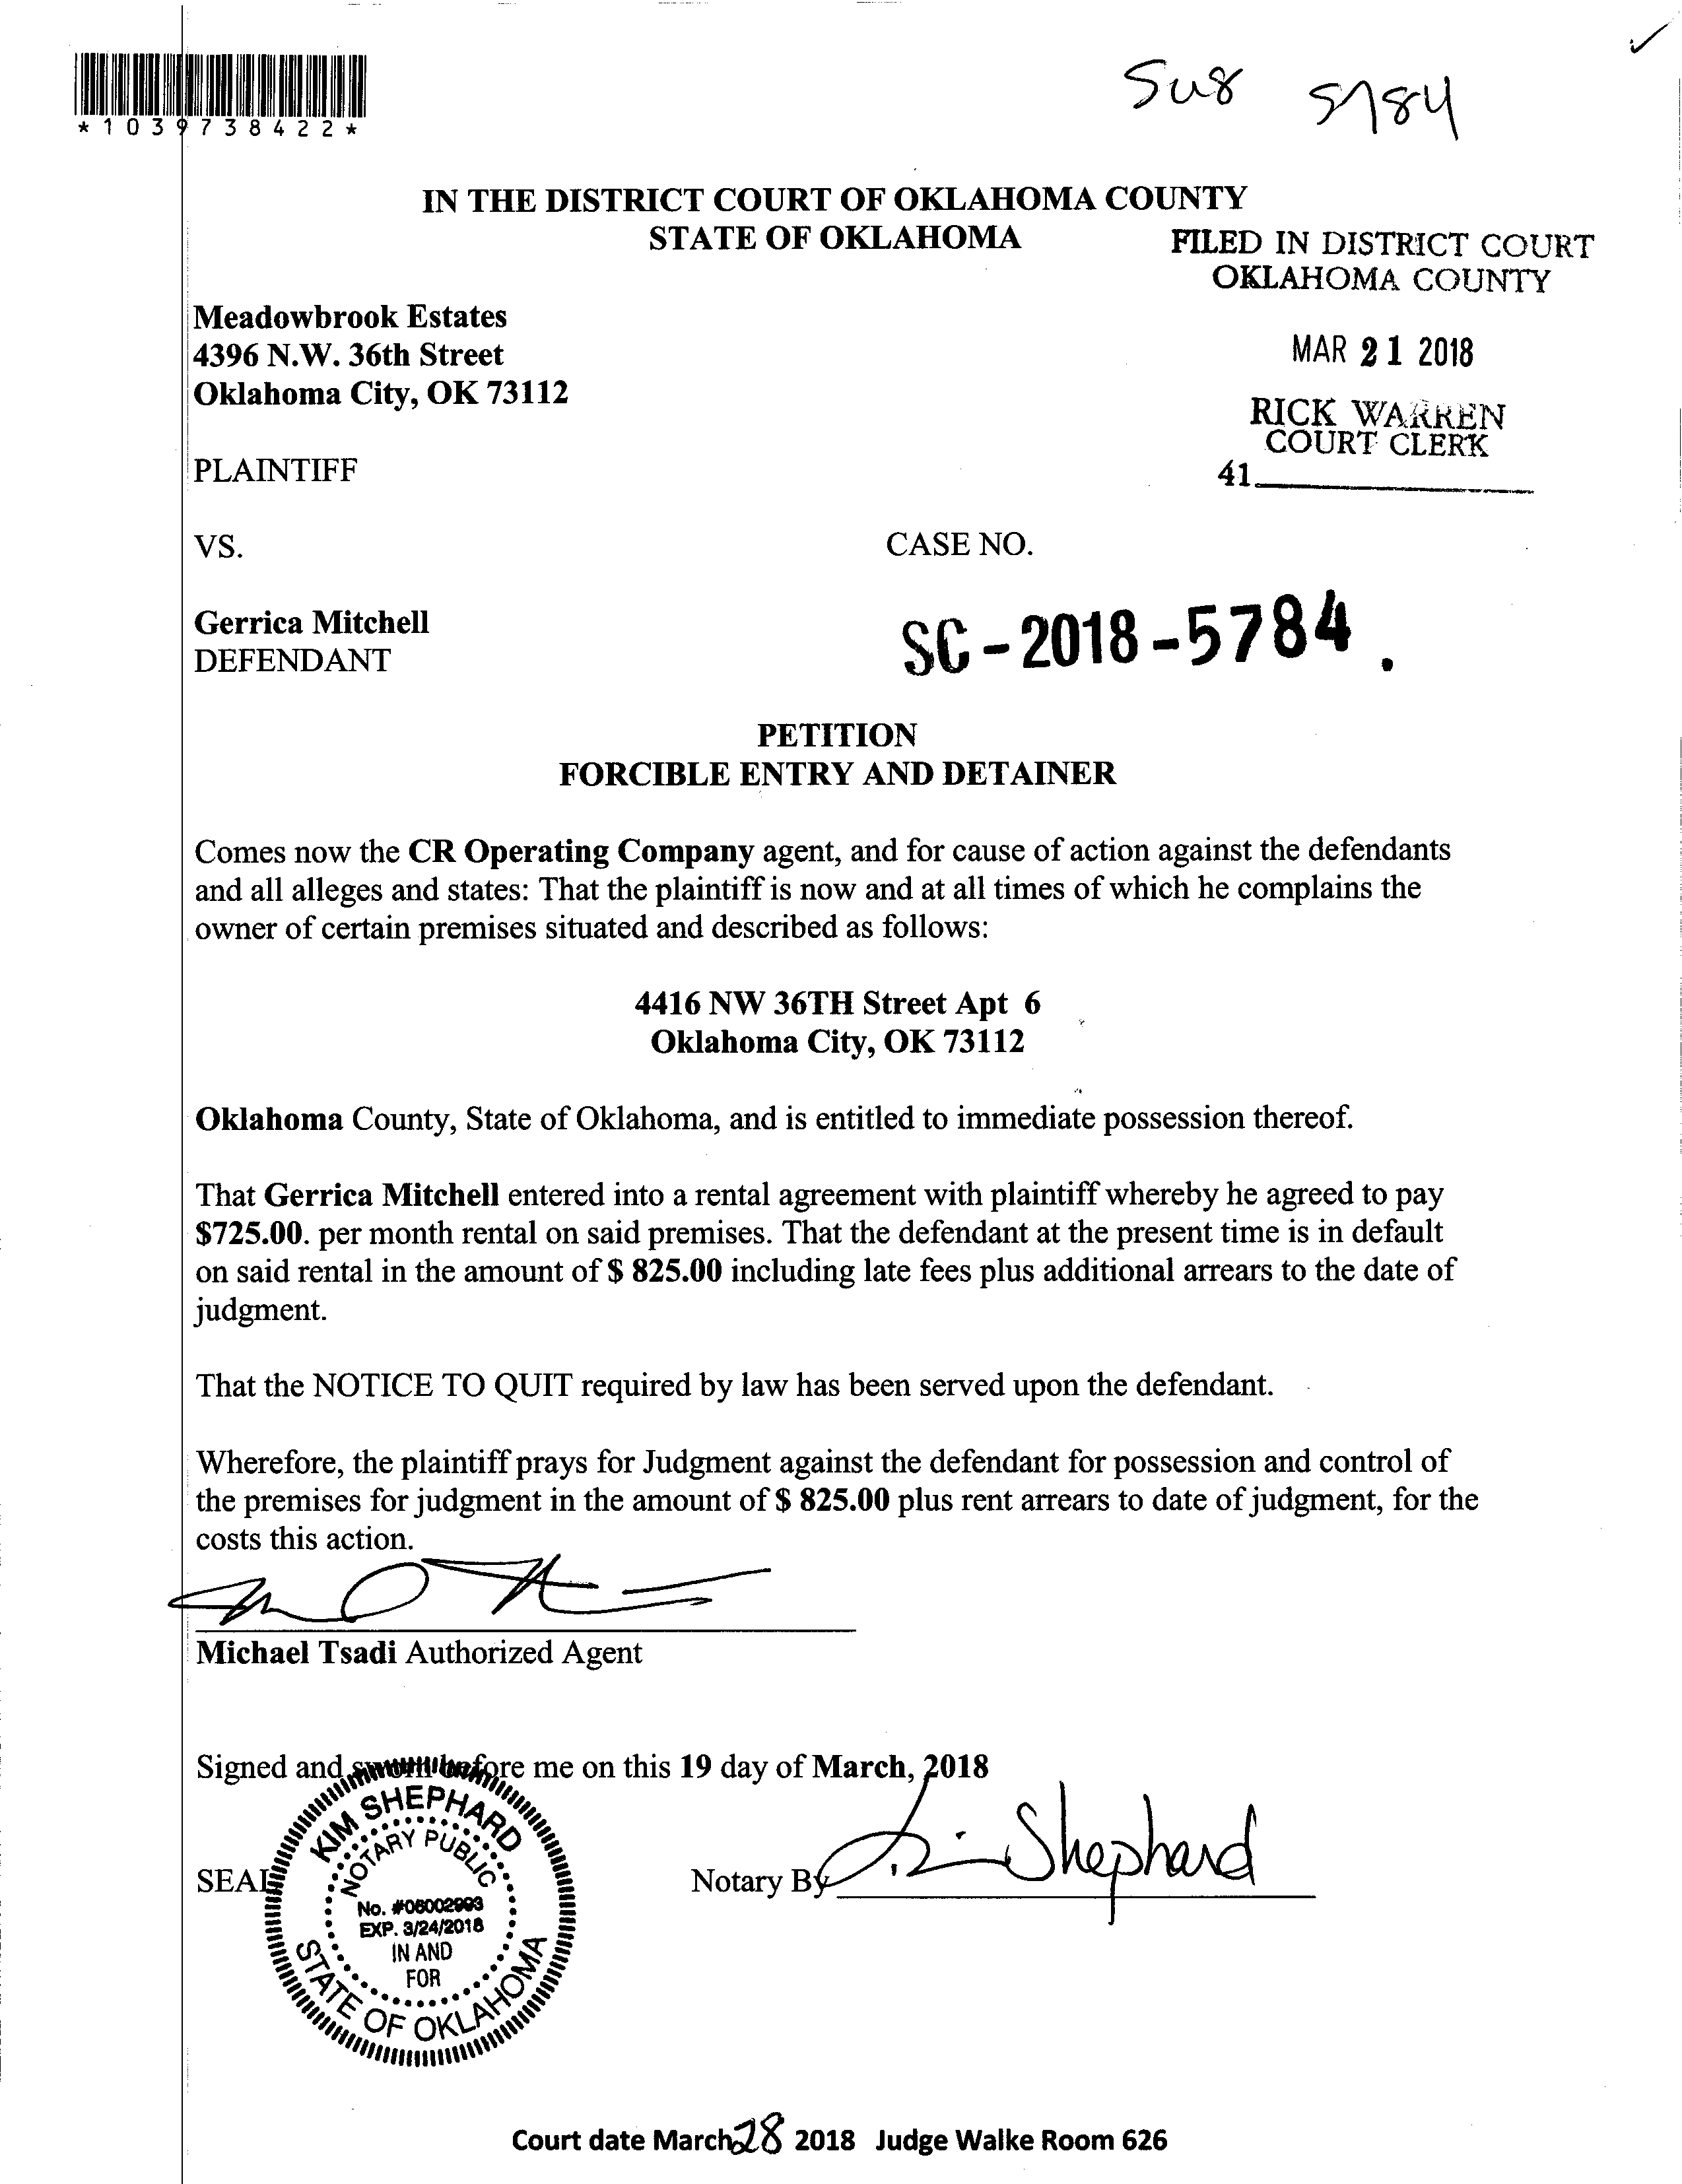 *1039738422*
5u8 5784
IN THE DISTRICT COURT OF OKLAHOMA COUNTY
STATE OF OKLAHOMA
FILED IN DISTRICT COURT
OKLAHOMA COUNTY
Meadowbrook Estates
4396 N.W. 36th Street
Oklahoma City, OK 73112
MAR 21 2018
RICK WARREN
COURT CLERK
41
PLAINTIFF
VS.
CASE NO.
Gerrica Mitchell
DEFENDANT
SC-2018-5784.
PETITION
FORCIBLE ENTRY AND DETAINER
Comes now the CR Operating Company agent, and for cause of action against the defendants
and all alleges and states: That the plaintiff is now and at all times of which he complains the
owner of certain premises situated and described as follows:
4416 NW 36TH Street Apt 6
Oklahoma City, OK 73112
Oklahoma County, State of Oklahoma, and is entitled to immediate possession thereof.
That Gerrica Mitchell entered into a rental agreement with plaintiff whereby he agreed to pay
$725.00. per month rental on said premises. That the defendant at the present time is in default
on said rental in the amount of $ 825.00 including late fees plus additional arrears to the date of
judgment.
That the NOTICE TO QUIT required by law has been served upon the defendant.
Wherefore, the plaintiff prays for Judgment against the defendant for possession and control of
the premises for judgment in the amount of $ 825.00 plus rent arrears to date of judgment, for the
costs this action.
Michael Tsadi Authorized Agent
Signed and sworn before me on this 19 day of March, 2018
KIM SHEPHARD
NOTARY PUBLIC
No. #06002993
EXP. 3/24/2018
IN AND
FOR
STATE OF OKLAHOMA
SEAL
Notary By Kim Shephard
Court date March 28 2018 Judge Walke Room 626